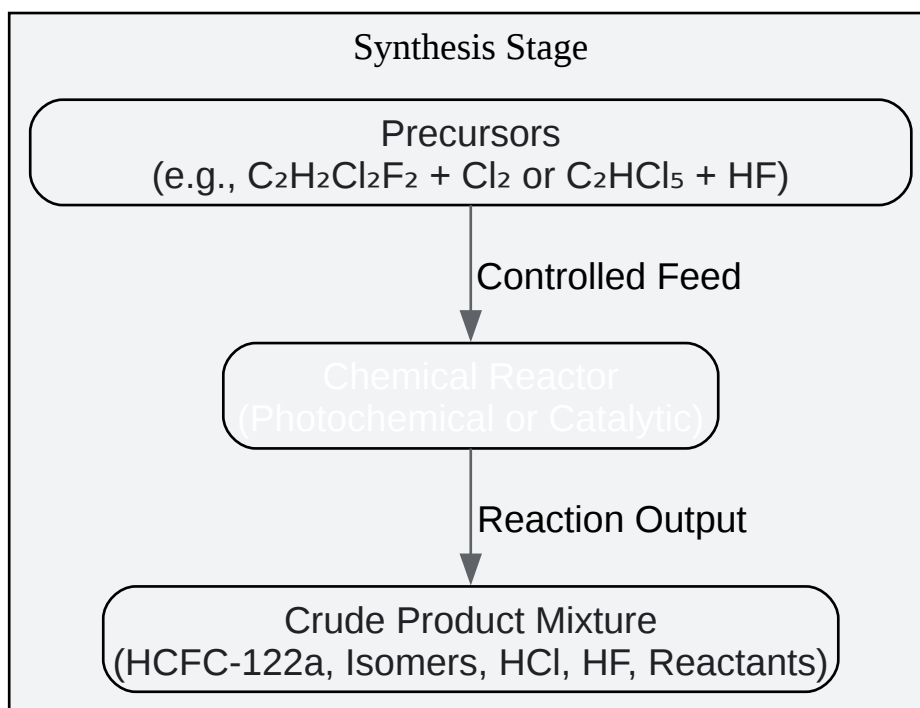 Synthesis Stage
Precursors
(e.g., C₂H₂Cl₂F₂ + Cl₂ or C₂HCl₅ + HF)
Controlled Feed
Chemical Reactor
(Photochemical or Catalytic)
Reaction Output
Crude Product Mixture
(HCFC-122a, Isomers, HCl, HF, Reactants)